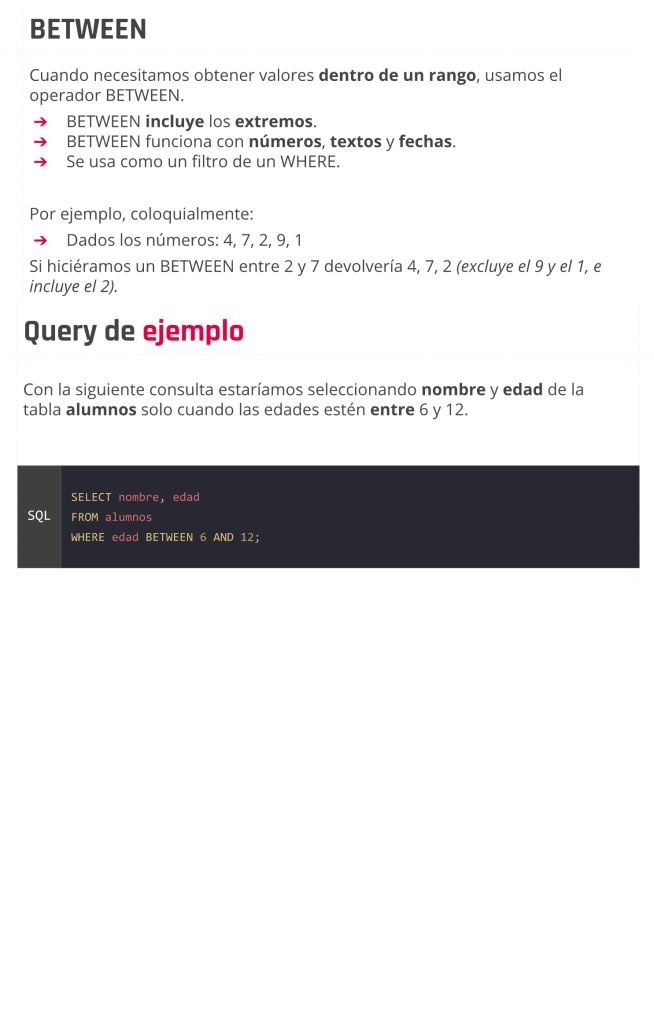 BETWEEN
Cuando necesitamos obtener valores dentro de un rango, usamos el
operador BETWEEN.
➔ BETWEEN incluye los extremos.
➔ BETWEEN funciona con números, textos y fechas.
➔ Se usa como un filtro de un WHERE.
Por ejemplo, coloquialmente:
➔ Dados los números: 4, 7, 2, 9, 1
Si hiciéramos un BETWEEN entre 2 y 7 devolvería 4, 7, 2 (excluye el 9 y el 1, e
incluye el 2).
Query de ejemplo
Con la siguiente consulta estaríamos seleccionando nombre y edad de la
tabla alumnos solo cuando las edades estén entre 6 y 12.
SQL
SELECT nombre, edad
FROM alumnos
WHERE edad BETWEEN 6 AND 12;